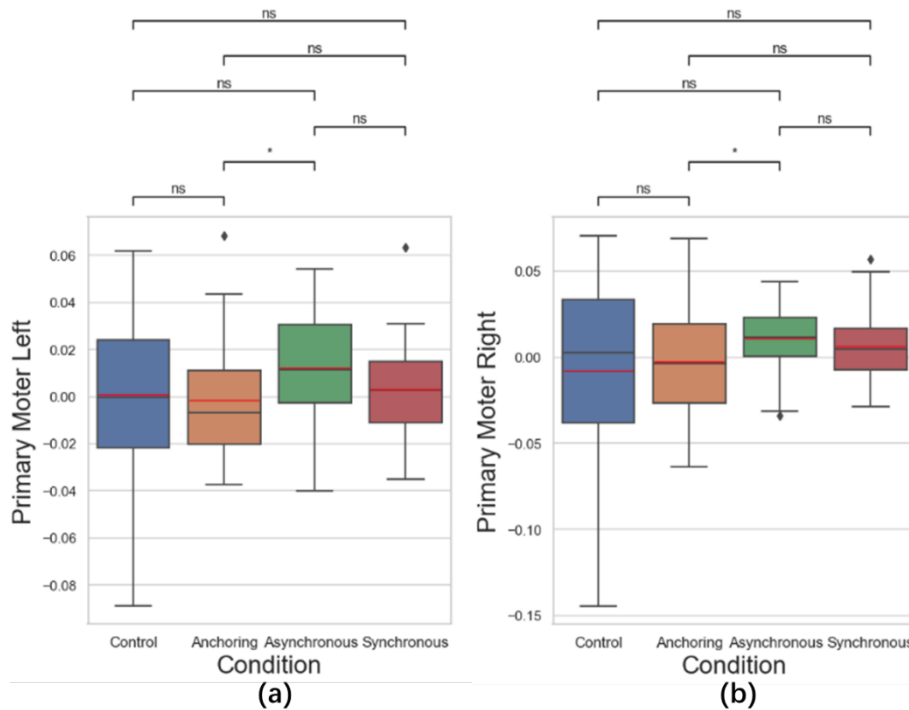 ns
ns
ns
ns
*
ns
0.06
0.04
0.02
0.00
−0.02
−0.04
−0.06
−0.08
Primary Moter Left
Control Anchoring Asynchronous Synchronous
Condition
(a)
ns
ns
ns
ns
*
ns
0.05
0.00
−0.05
−0.10
−0.15
Primary Moter Right
Control Anchoring Asynchronous Synchronous
Condition
(b)